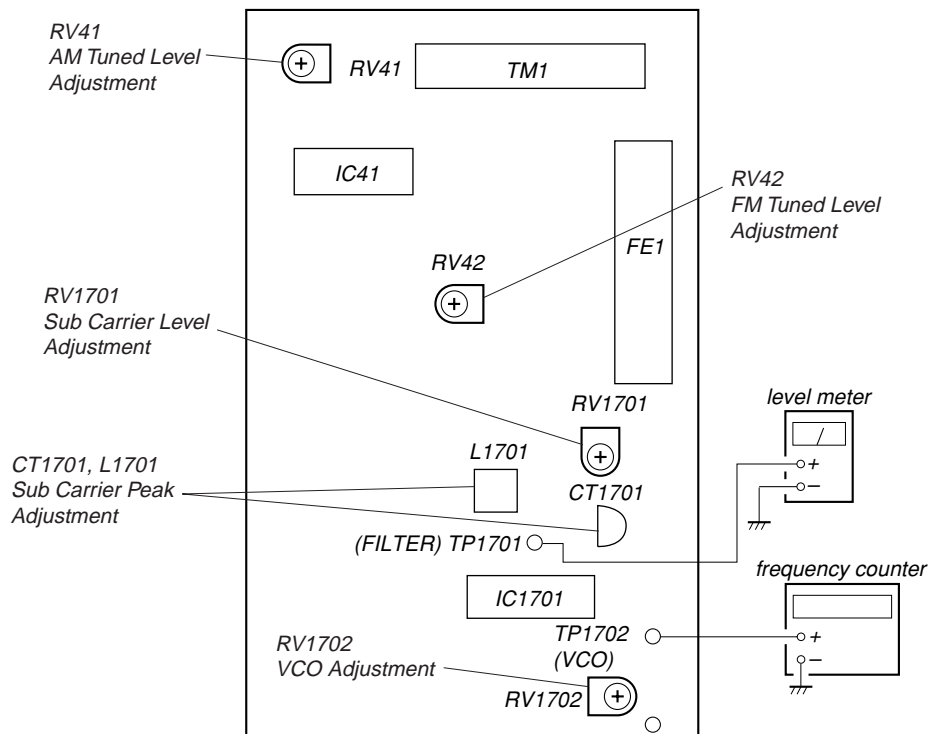 RV41
AM Tuned Level
Adjustment
RV41
TM1
IC41
RV42
FM Tuned Level
Adjustment
FE1
RV42
RV1701
Sub Carrier Level
Adjustment
RV1701
level meter
+
−
L1701
CT1701, L1701
Sub Carrier Peak
Adjustment
CT1701
(FILTER) TP1701
frequency counter
+
−
IC1701
TP1702
(VCO)
RV1702
VCO Adjustment
RV1702